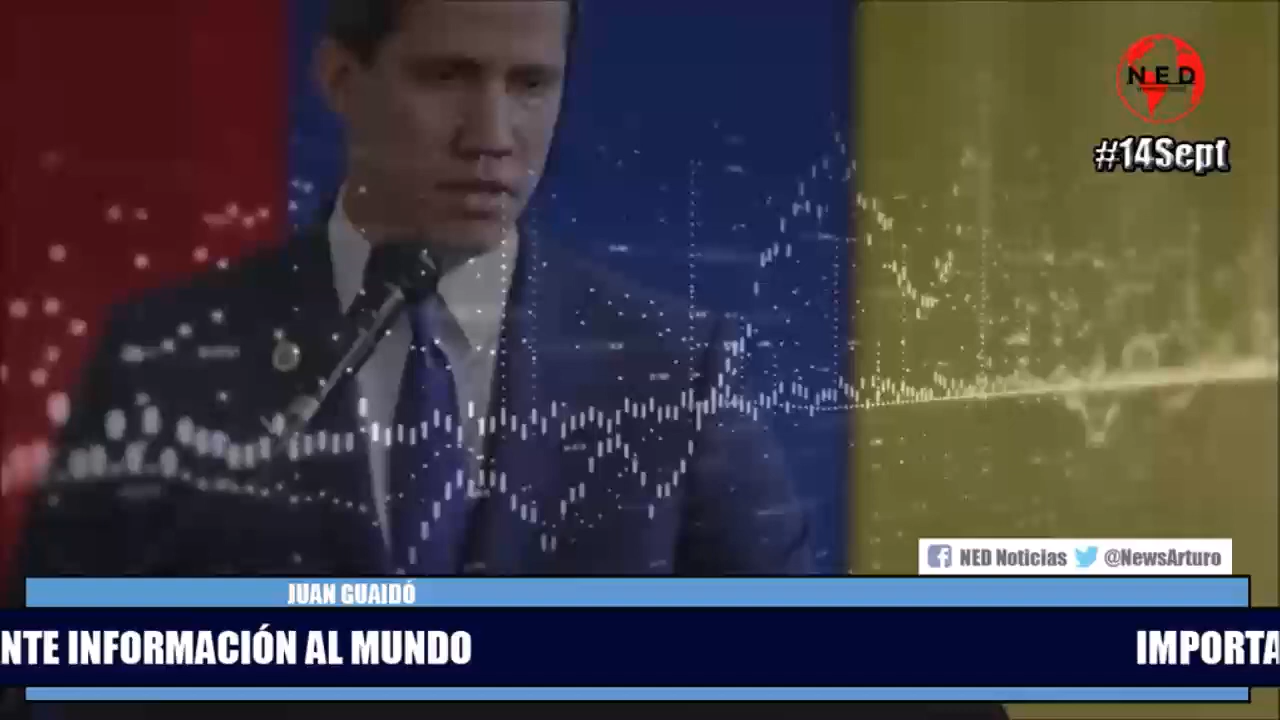 NED
#14Sept
NED Noticias @NewsArturo
JUAN GUAIDÓ
NTE INFORMACIÓN AL MUNDO IMPORTA